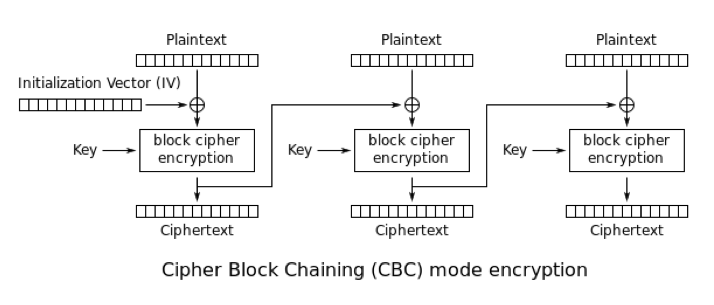 Plaintext
Plaintext
Plaintext
Initialization Vector (IV)
Key
block cipher
encryption
Key
block cipher
encryption
Key
block cipher
encryption
Ciphertext
Ciphertext
Ciphertext
Cipher Block Chaining (CBC) mode encryption